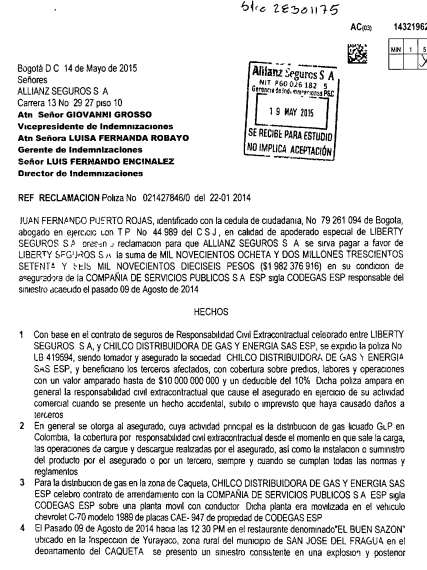 Stic 28301175
AC(03) 14321962
MIN 1 5
Bogotá D C 14 de Mayo de 2015
Señores
ALLIANZ SEGUROS S A
Carrera 13 No 29 27 piso 10
Atn Señor GIOVANNI GROSSO
Vicepresidente de Indemnizaciones
Atn Señora LUISA FERNANDA ROBAYO
Gerente de Indemnizaciones
Señor LUIS FERNANDO ENCINALEZ
Director de Indemnizaciones
Allianz Seguros S A
NIT 860 026 182 5
Gerencia de Indemnizaciones P&C
19 MAY 2015
SE RECIBE PARA ESTUDIO
NO IMPLICA ACEPTACIÓN
REF RECLAMACION Poliza No 021427846/0 del 22-01 2014
JUAN FERNANDO PUERTO ROJAS, identificado con la cedula de ciudadania, No 79 261 094 de Bogota,
abogado en ejercicio con T P No 44 989 del C S J, en calidad de apoderado especial de LIBERTY
SEGUROS S A presento reclamacion para que ALLIANZ SEGUROS S A se sirva pagar a favor de
LIBERTY SEGUROS S A la suma de MIL NOVECIENTOS OCHETA Y DOS MILLONES TRESCIENTOS
SETENTA Y SEIS MIL NOVECIENTOS DIECISEIS PESOS ($1 982 376 916) en su condicion de
aseguradora de la COMPAÑIA DE SERVICIOS PUBLICOS S A ESP sigla CODEGAS ESP responsable del
siniestro acaecido el pasado 09 de Agosto de 2014
HECHOS
1 Con base en el contrato de seguros de Responsabilidad Civil Extracontractual celebrado entre LIBERTY
SEGUROS S A, y CHILCO DISTRIBUIDORA DE GAS Y ENERGIA SAS ESP, se expidio la poliza No
LB 419594, siendo tomador y asegurado la sociedad CHILCO DISTRIBUIDORA DE GAS Y ENERGIA
SAS ESP, y beneficiario los terceros afectados, con cobertura sobre predios, labores y operaciones
con un valor amparado hasta de $10 000 000 000 y un deducible del 10% Dicha poliza ampara en
general la responsabilidad civil extracontractual que cause el asegurado en ejercicio de su actividad
comercial cuando se presente un hecho accidental, subito o imprevisto que haya causado daños a
terceros
2 En general se otorga al asegurado, cuya actividad principal es la distribucion de gas licuado GLP en
Colombia, la cobertura por responsabilidad civil extracontractual desde el momento en que sale la carga,
las operaciones de cargue y descargue realizadas por el asegurado, así como la instalacion o suministro
del producto por el asegurado o por un tercero, siempre y cuando se cumplan todas las normas y
reglamentos
3 Para la distribucion de gas en la zona de Caqueta, CHILCO DISTRIBUIDORA DE GAS Y ENERGIA SAS
ESP celebro contrato de arrendamiento con la COMPAÑIA DE SERVICIOS PUBLICOS S A ESP sigla
CODEGAS ESP sobre una planta movil con conductor Dicha planta era movilizada en el vehiculo
chevrolet C-70 modelo 1989 de placas CAE- 947 de propiedad de CODEGAS ESP
4 El Pasado 09 de Agosto de 2014 hacia las 12 30 PM en el restaurante denominado"EL BUEN SAZON"
ubicado en la Inspeccion de Yurayaco, zona rural del municipio de SAN JOSE DEL FRAGUA en el
departamento del CAQUETA se presento un siniestro consistente en una explosion y posterior